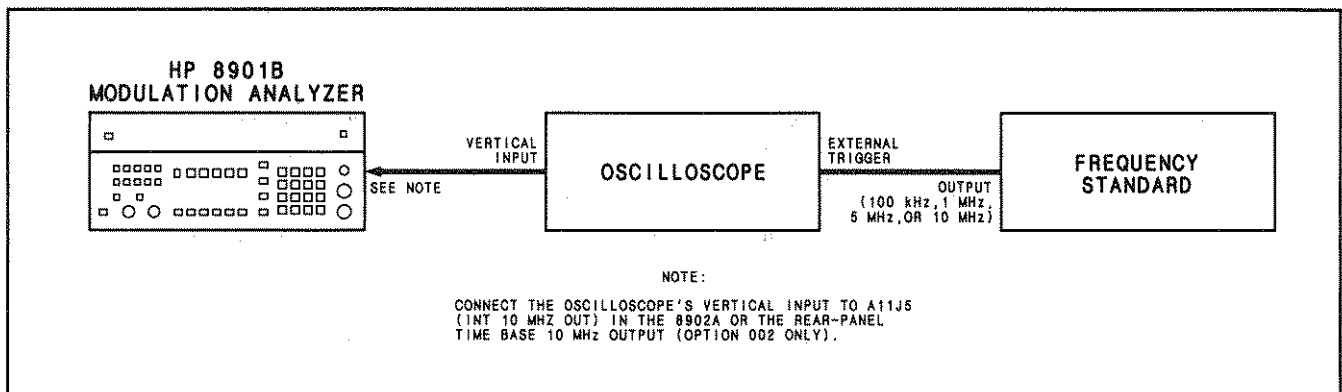 HP 8901B
MODULATION ANALYZER
VERTICAL
INPUT
SEE NOTE
OSCILLOSCOPE
EXTERNAL
TRIGGER
OUTPUT
(100 kHz,1 MHz,
5 MHz,OR 10 MHz)
FREQUENCY
STANDARD
NOTE:
CONNECT THE OSCILLOSCOPE'S VERTICAL INPUT TO A11J5
(INT 10 MHZ OUT) IN THE 8902A OR THE REAR-PANEL
TIME BASE 10 MHz OUTPUT (OPTION 002 ONLY).